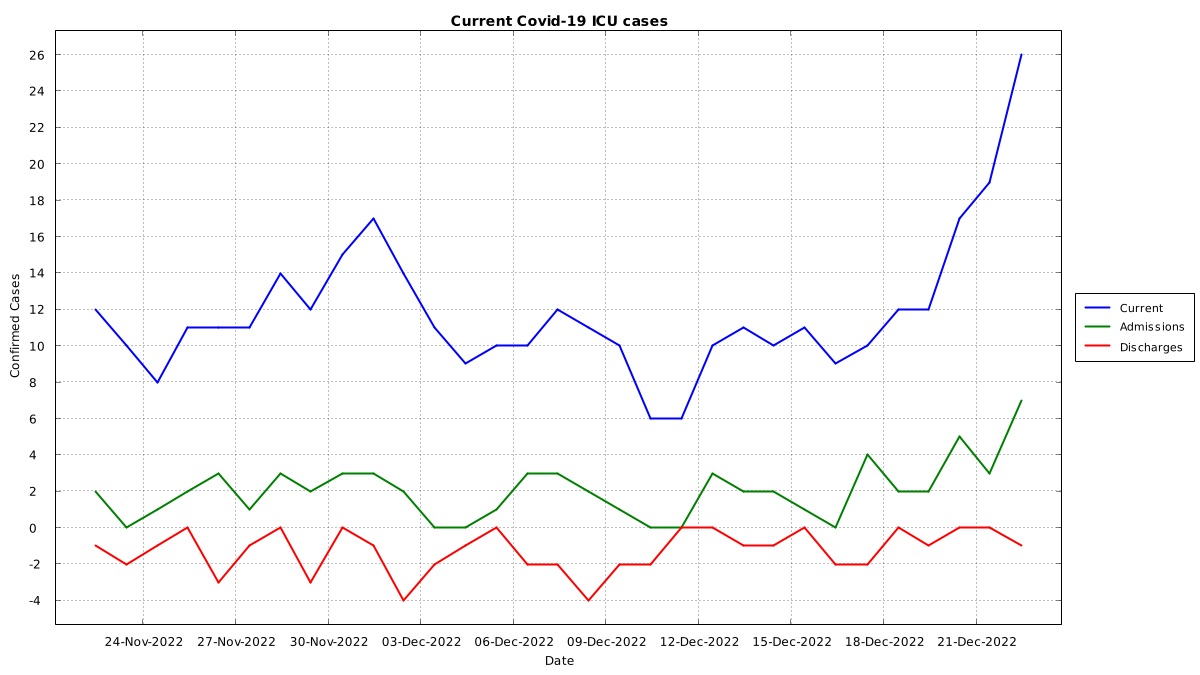 Current Covid-19 ICU cases
Confirmed Cases
26
24
22
20
18
16
14
12
10
8
6
4
2
0
-2
-4
24-Nov-2022 27-Nov-2022 30-Nov-2022 03-Dec-2022 06-Dec-2022 09-Dec-2022 12-Dec-2022 15-Dec-2022 18-Dec-2022 21-Dec-2022
Date
Current
Admissions
Discharges